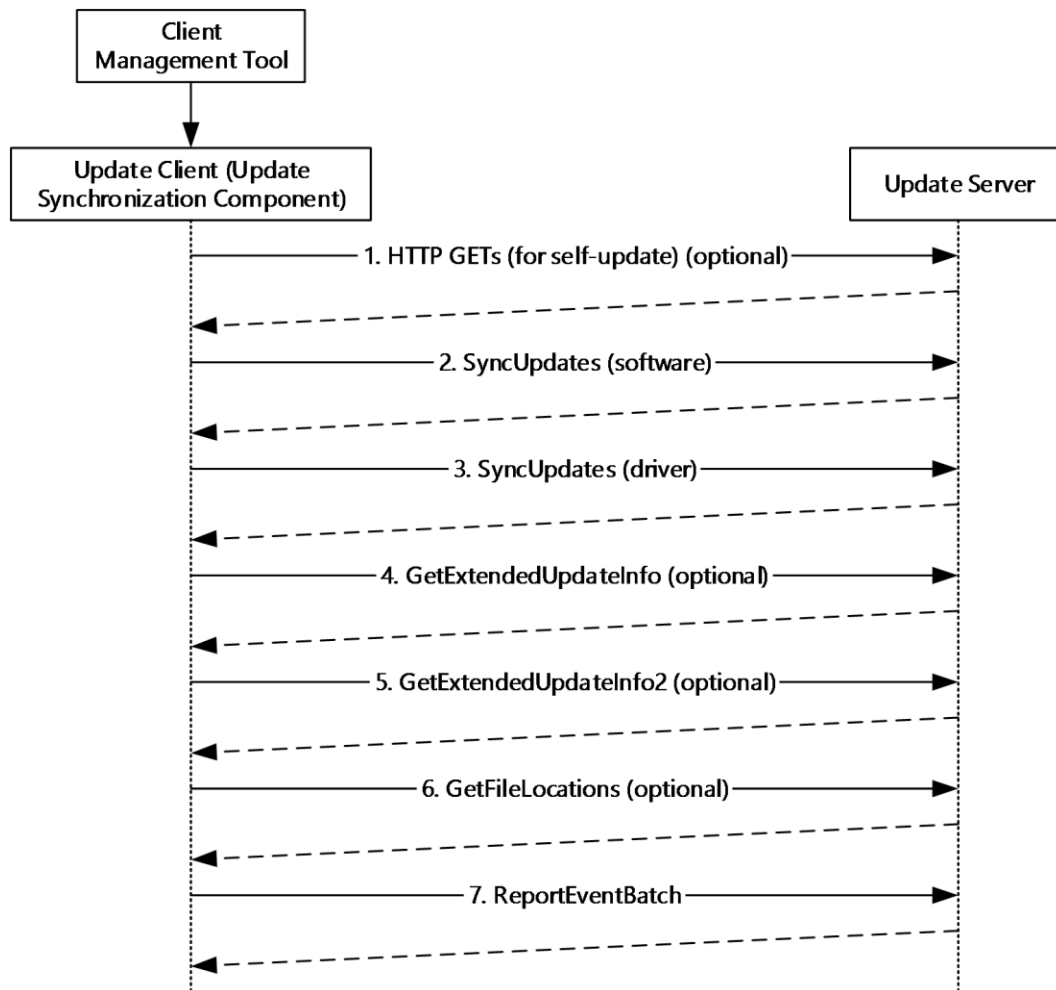 Client
Management Tool
Update Client (Update
Synchronization Component)
Update Server
1. HTTP GETs (for self-update) (optional)
2. SyncUpdates (software)
3. SyncUpdates (driver)
4. GetExtendedUpdateInfo (optional)
5. GetExtendedUpdateInfo2 (optional)
6. GetFileLocations (optional)
7. ReportEventBatch